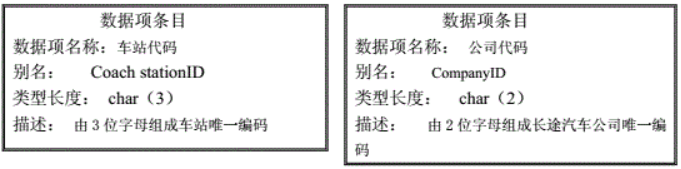 数据项条目
数据项名称：车站代码
别名： Coach stationID
类型长度： char（3）
描述： 由 3 位字母组成车站唯一编码
数据项条目
数据项名称： 公司代码
别名： CompanyID
类型长度： char（2）
描述： 由 2 位字母组成长途汽车公司唯一编
码